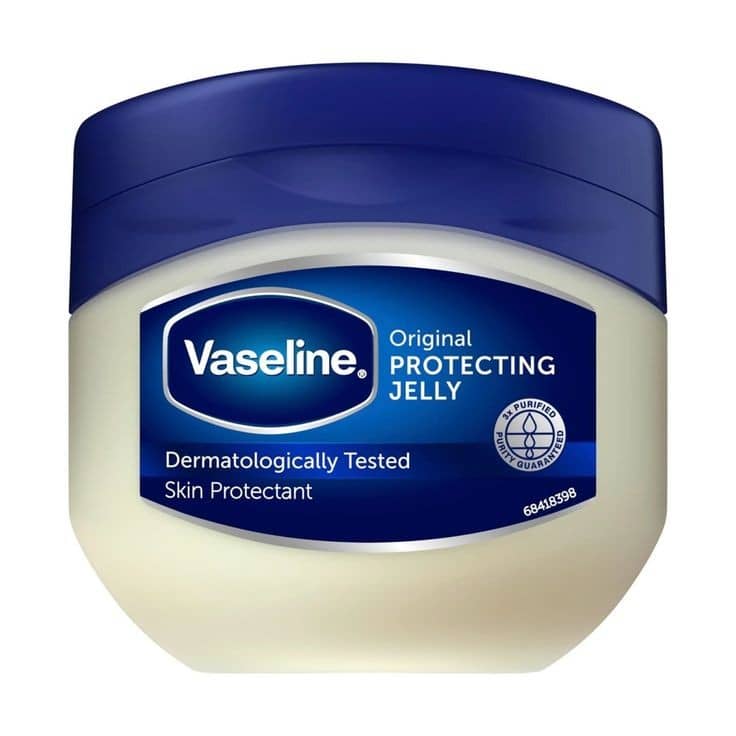 Vaseline®
Original
PROTECTING
JELLY
3x PURIFIED
PURITY GUARANTEED
Dermatologically Tested
Skin Protectant
68418398